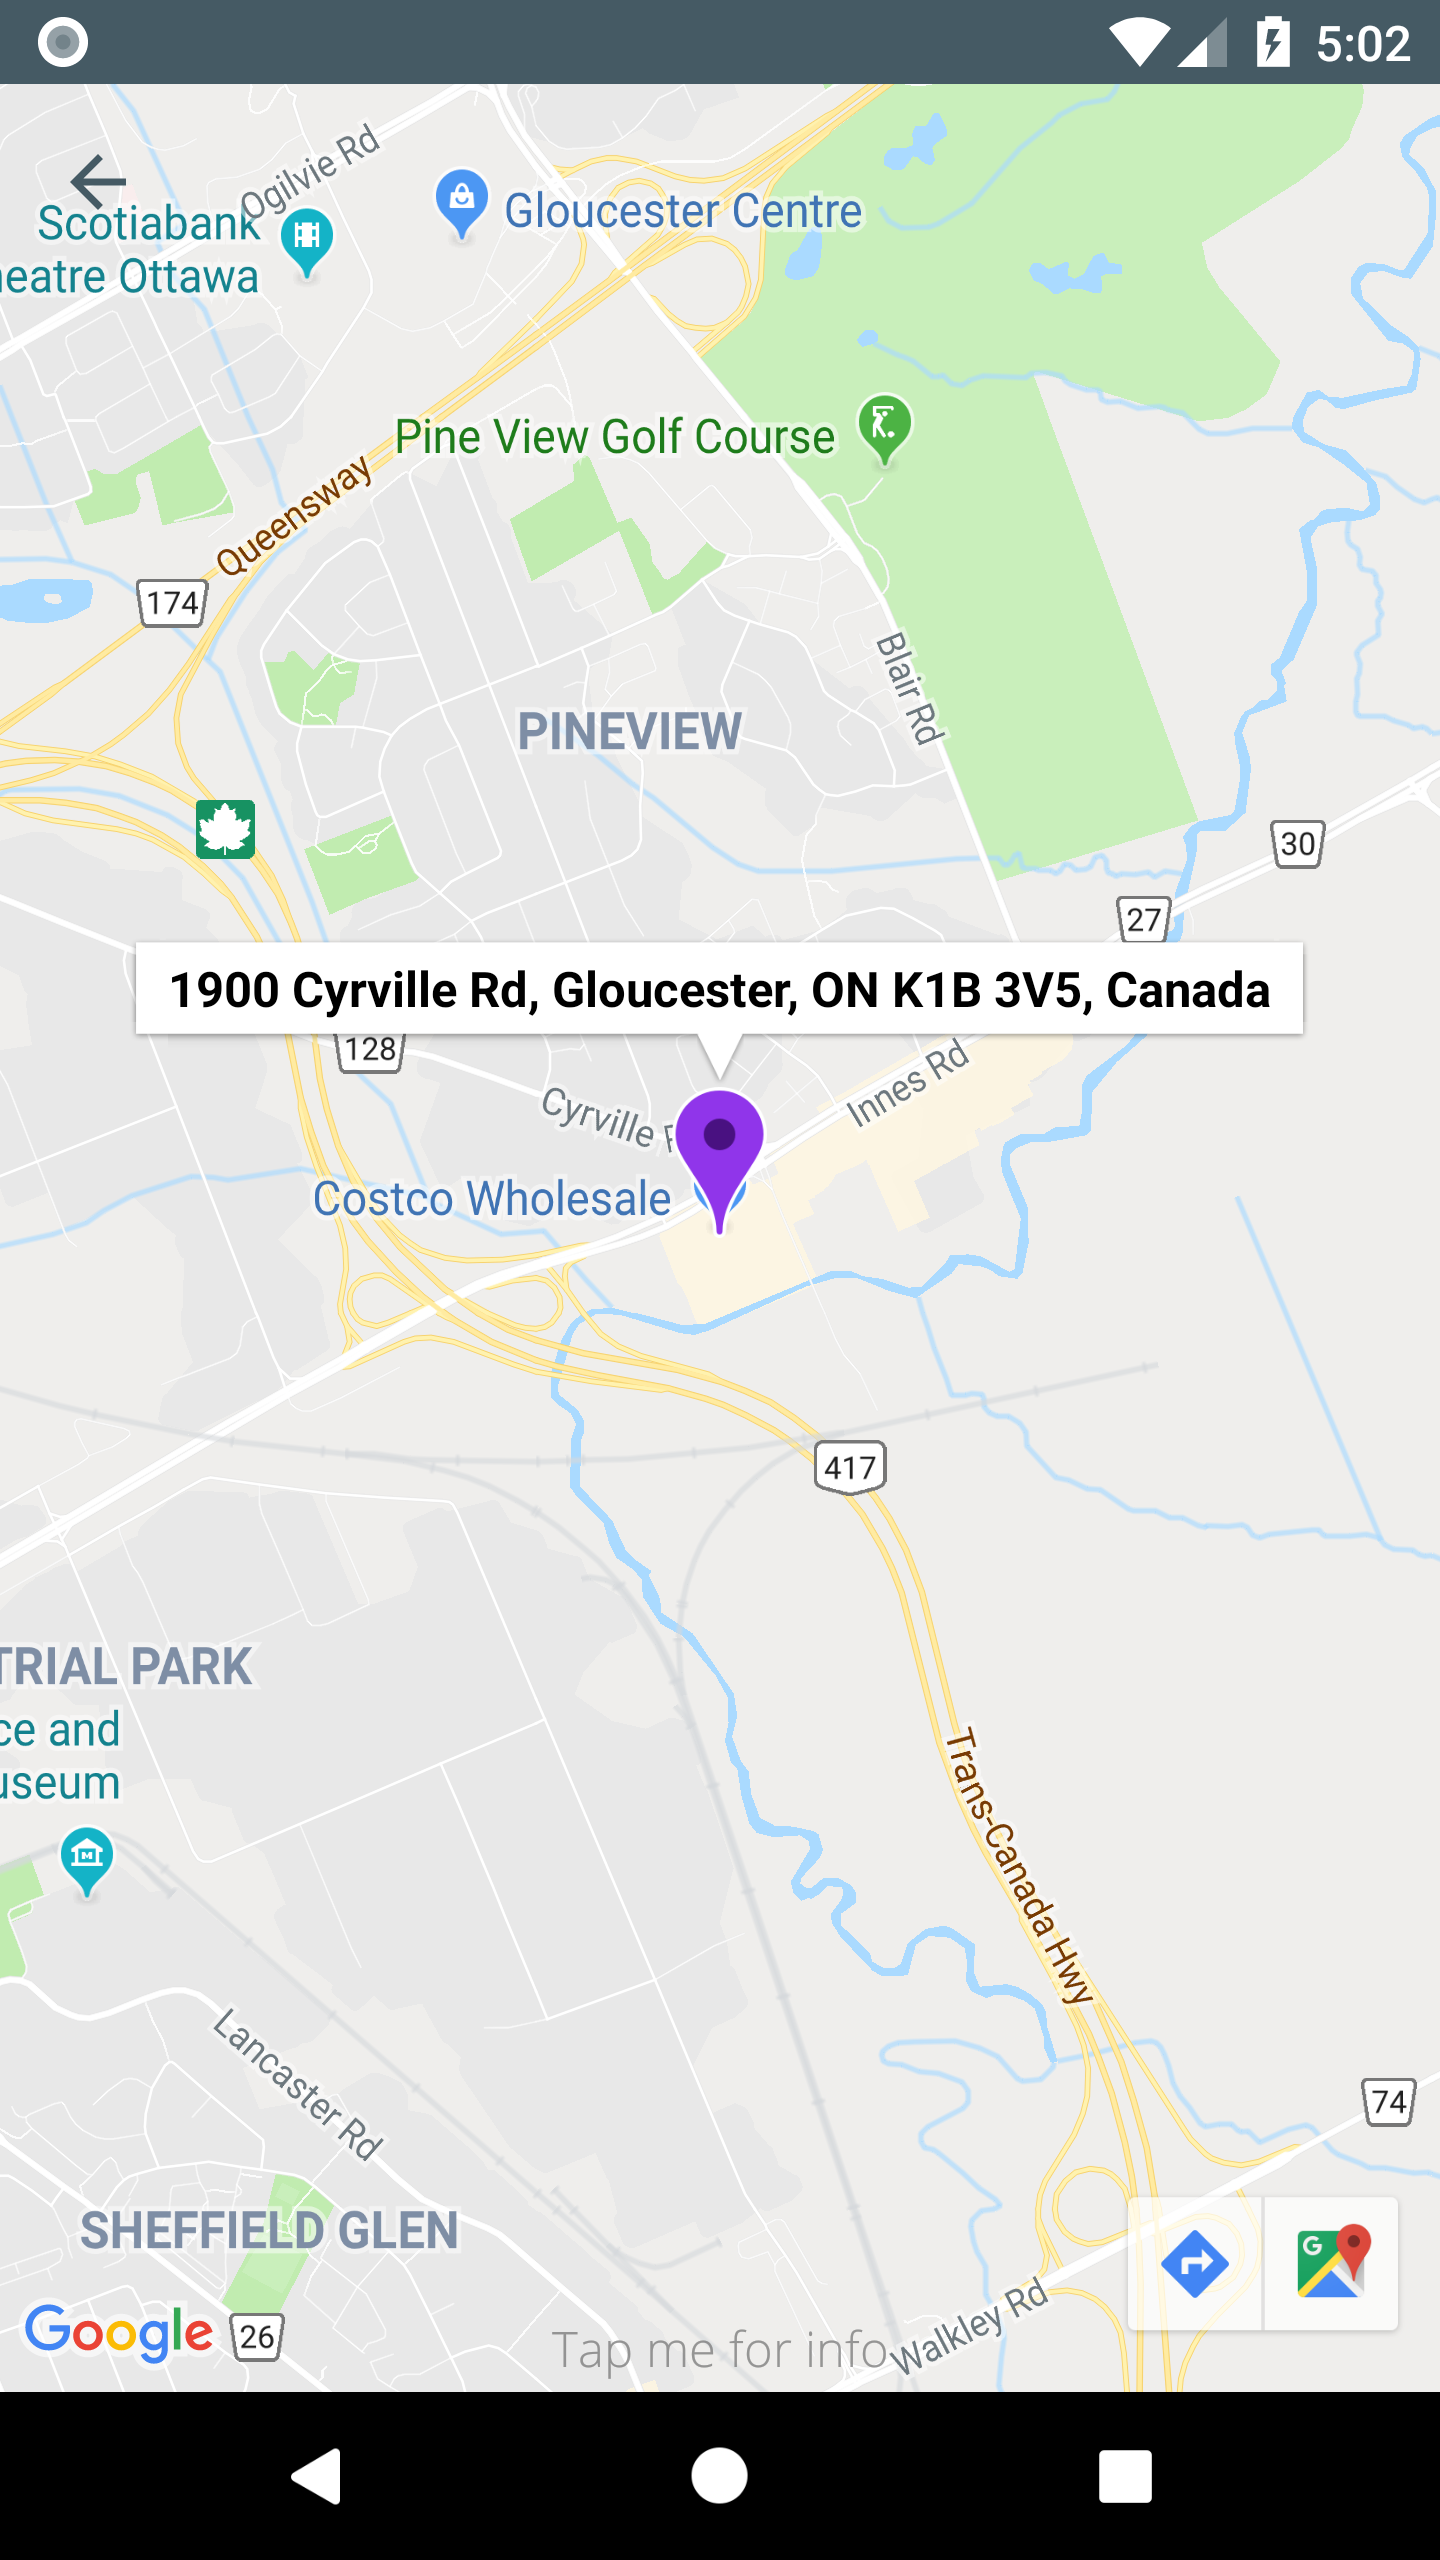 5:02
Ogilvie Rd
Scotiabank
eatre Ottawa
Gloucester Centre
Pine View Golf Course
Queensway
174
Blair Rd
PINEVIEW
30
27
1900 Cyrville Rd, Gloucester, ON K1B 3V5, Canada
128
Innes Rd
Cyrville
Costco Wholesale
417
TRIAL PARK
ce and
useum
Trans-Canada Hwy
Lancaster Rd
74
SHEFFIELD GLEN
G
Google
26
Tap me for info
Walkley Rd